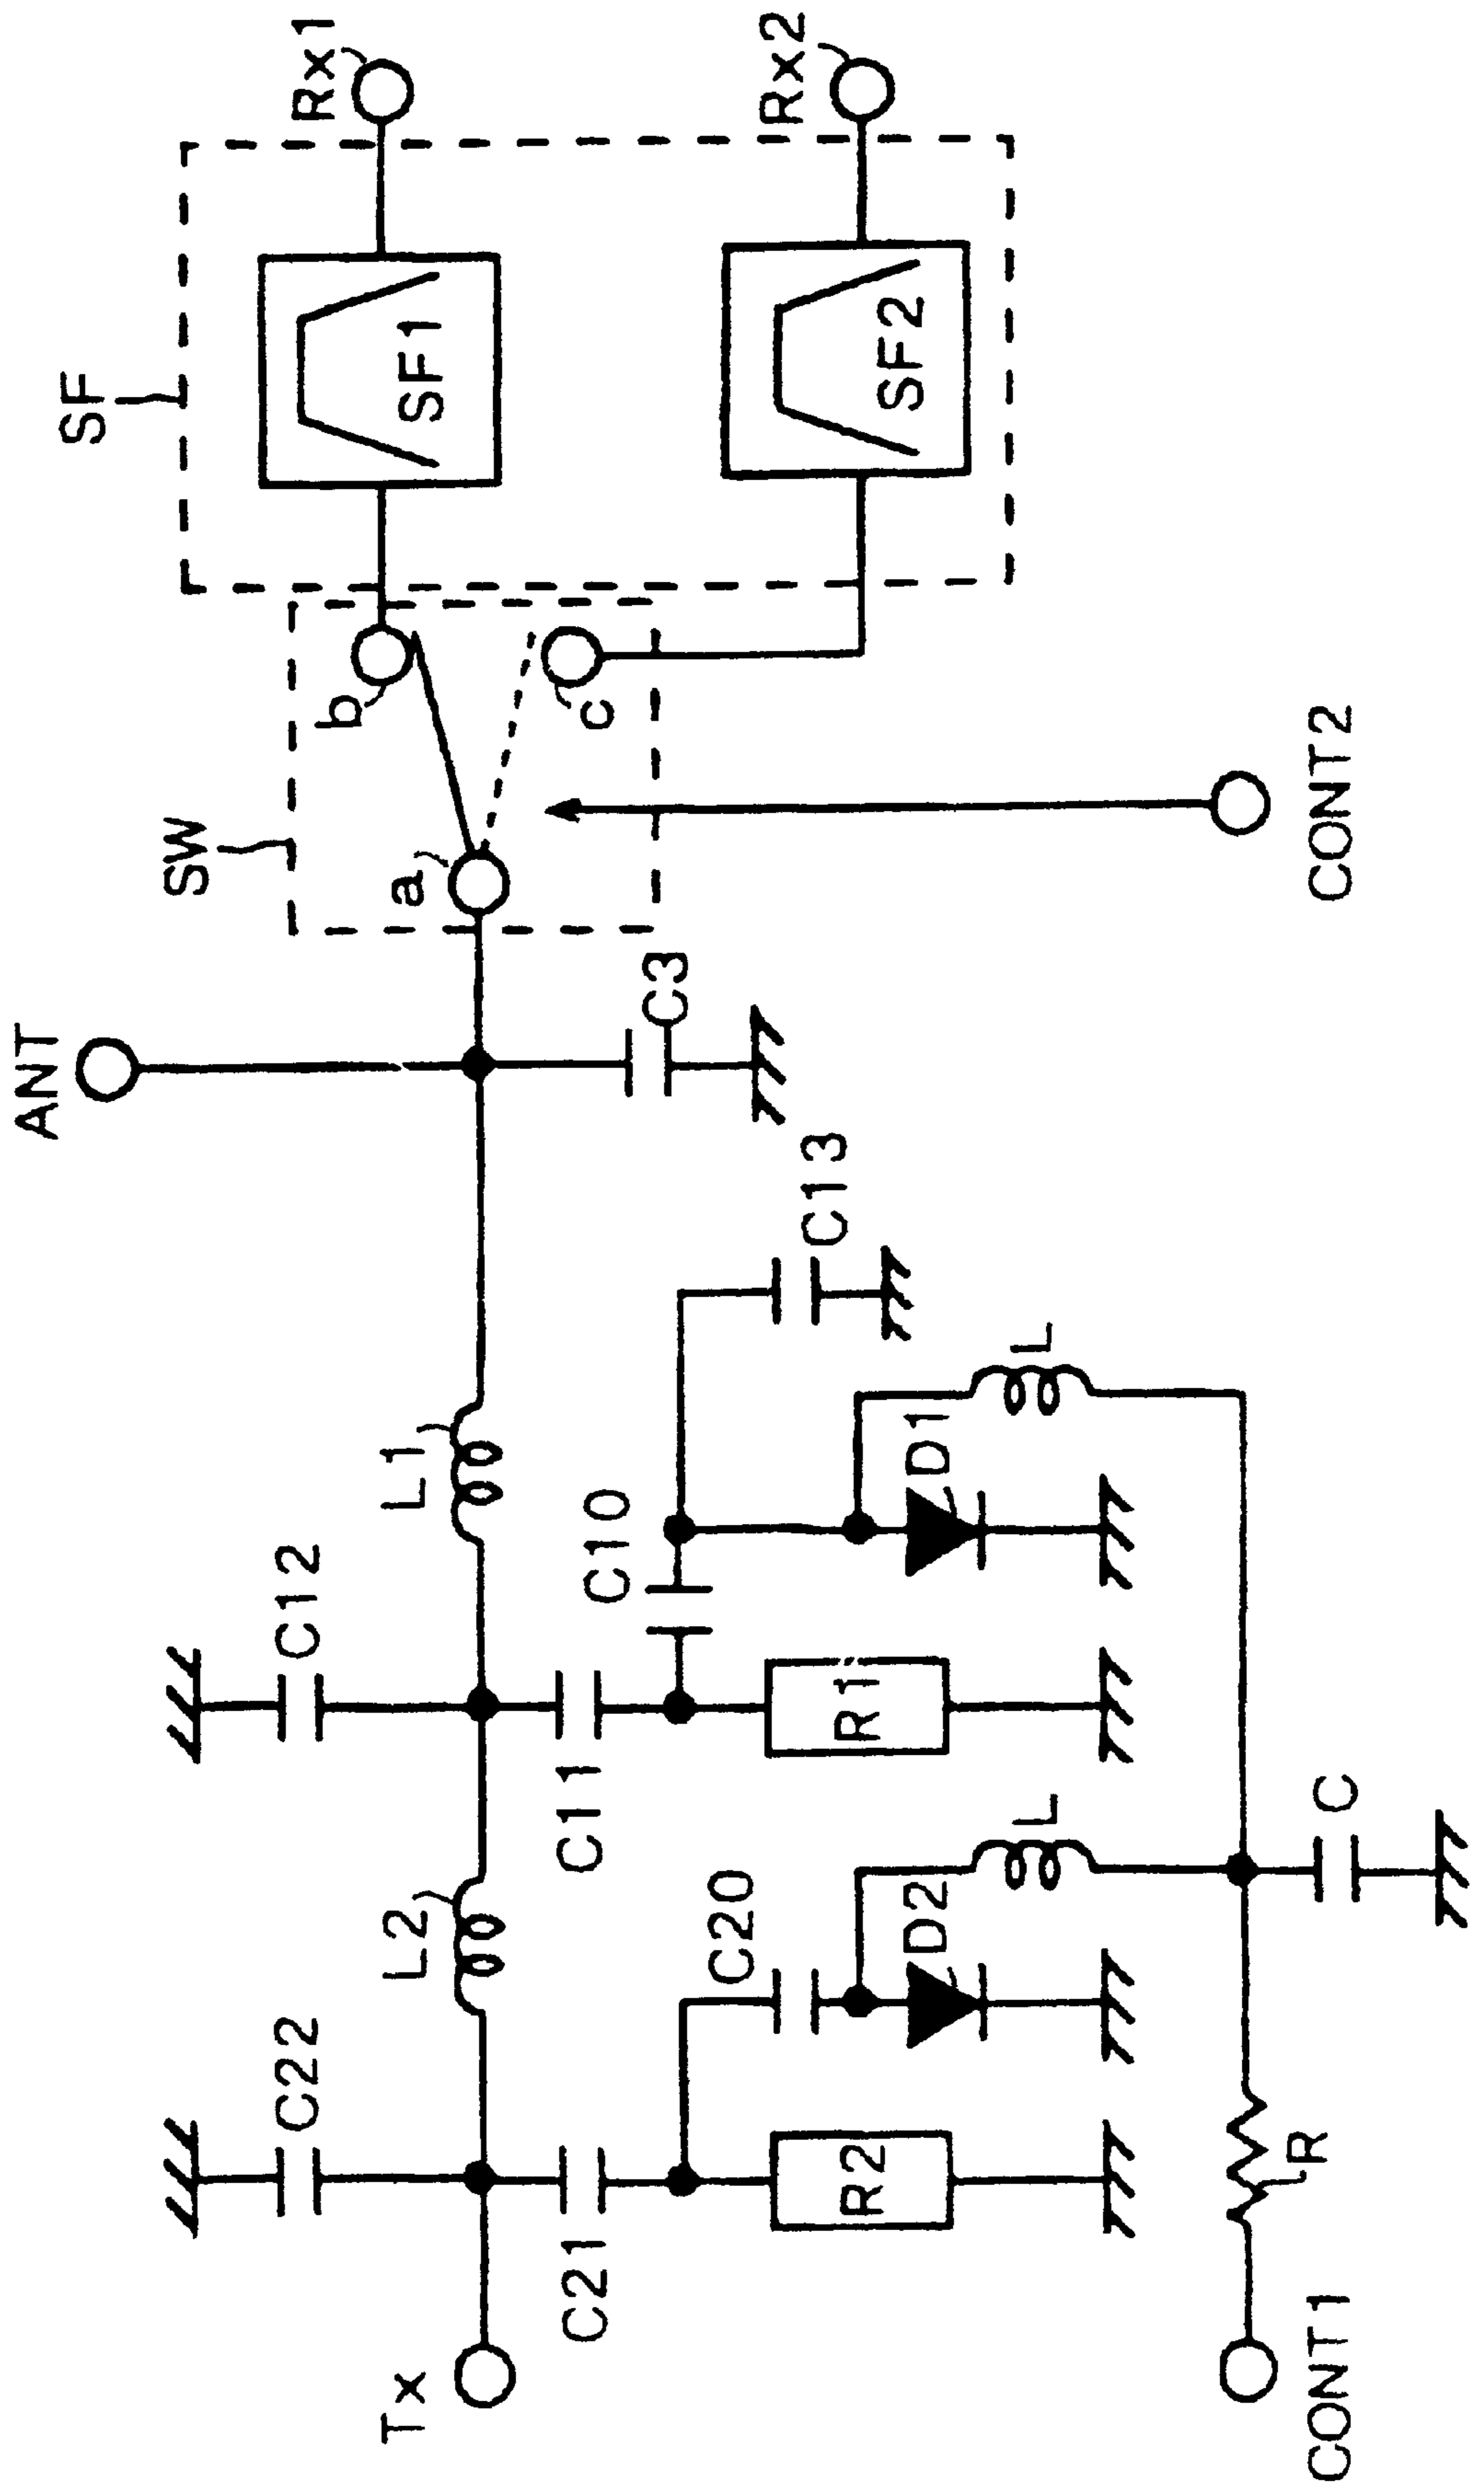 ANT
SF
Rx1
SW
b
SF1
a
c
Rx2
SF2
C3
CONT2
C22
C12
L2
L1
Tx
C21
C11
C10
C13
C20
R2
R1
D2
D1
L
L
R
C
CONT1